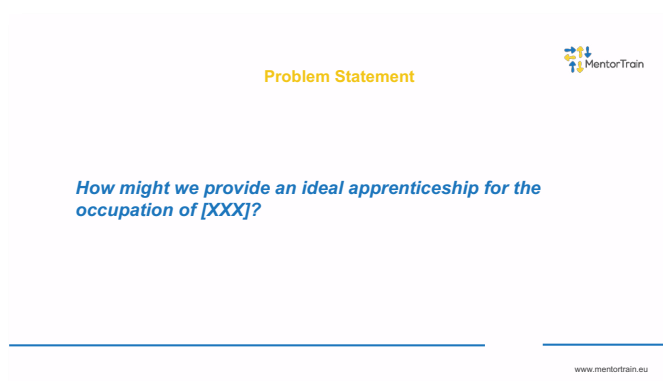 Problem Statement
MentorTrain
How might we provide an ideal apprenticeship for the
occupation of [XXX]?
www.mentortrain.eu